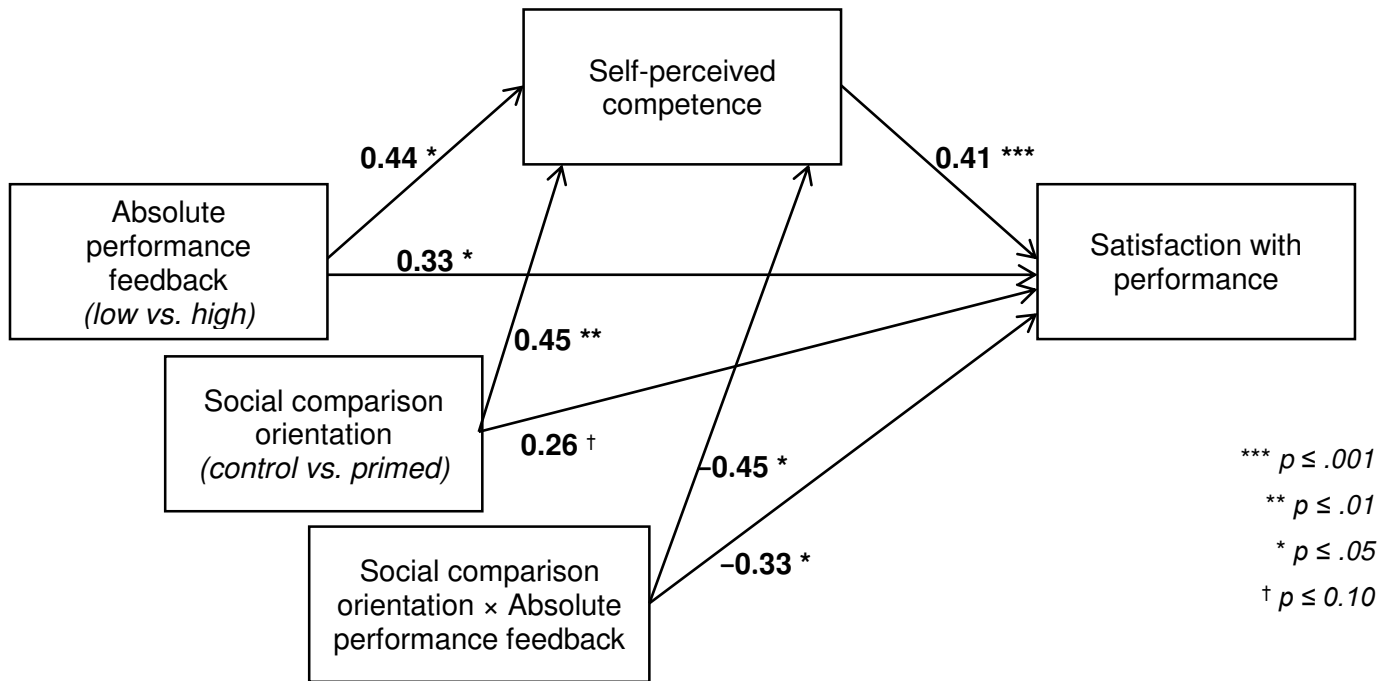 Self-perceived
competence
0.44 *
0.41 ***
Absolute
performance
feedback
(low vs. high)
0.33 *
Satisfaction with
performance
0.45 **
Social comparison
orientation
(control vs. primed)
0.26 †
–0.45 *
*** p ≤ .001
** p ≤ .01
* p ≤ .05
† p ≤ 0.10
–0.33 *
Social comparison
orientation × Absolute
performance feedback